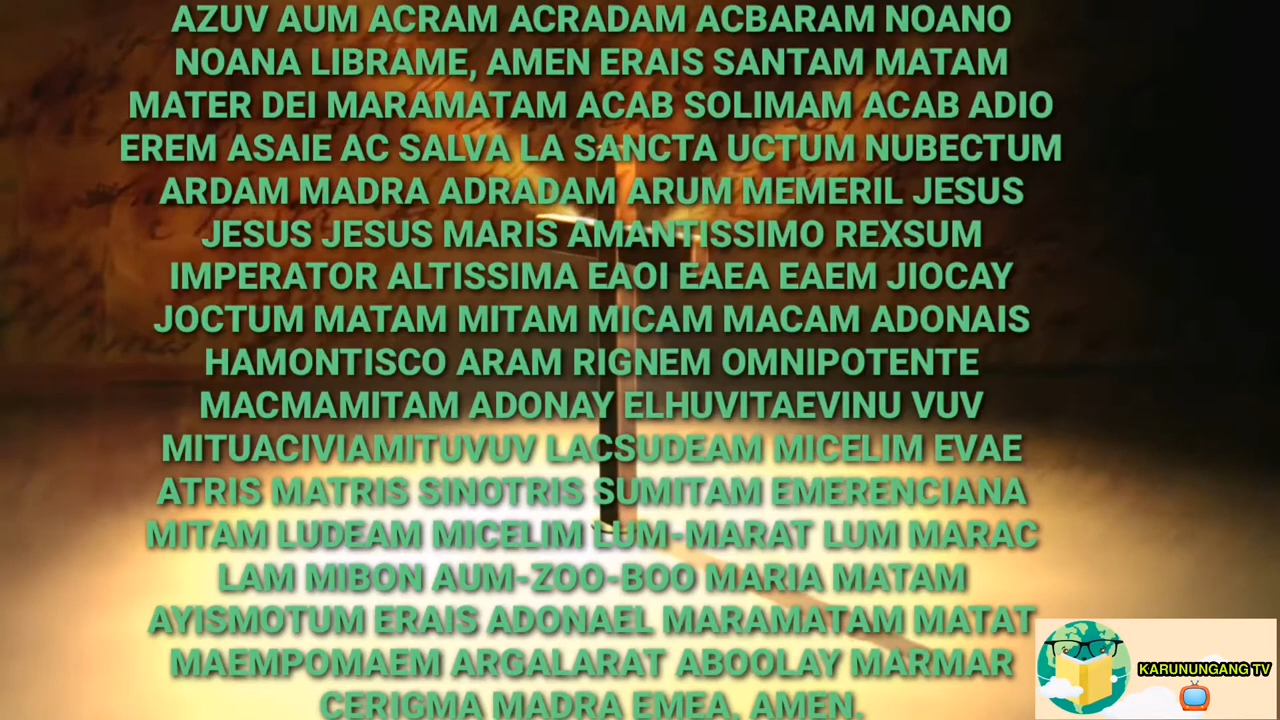 AZUV AUM ACRAM ACRADAM ACBARAM NOANO
NOANA LIBRAME, AMEN ERAIS SANTAM MATAM
MATER DEI MARAMATAM ACAB SOLIMAM ACAB ADIO
EREM ASAIE AC SALVA LA SANCTA UCTUM NUBECTUM
ARDAM MADRA ADRADAM ARUM MEMERIL JESUS
JESUS JESUS MARIS AMANTISSIMO REXSUM
IMPERATOR ALTISSIMA EAOI EAEA EAEM JIOCAY
JOCTUM MATAM MITAM MICAM MACAM ADONAIS
HAMONTISCO ARAM RIGNEM OMNIPOTENTE
MACMAMITAM ADONAY ELHUVITAEVINU VUV
MITUACIVIAMITUVUV LACSUDEAM MICELIM EVAE
ATRIS MATRIS SINOTRIS SUMITAM EMERENCIANA
MITAM LUDEAM MICELIM LUM-MARAT LUM MARAC
LAM MIBON AUM-ZOO-BOO MARIA MATAM
AYISMOTUM ERAIS ADONAEL MARAMATAM MATAT
MAEMPOMAEM ARGALARAT ABOOLAY MARMAR
CERIGMA MADRA EMEA. AMEN.
KARUNUNGANG TV